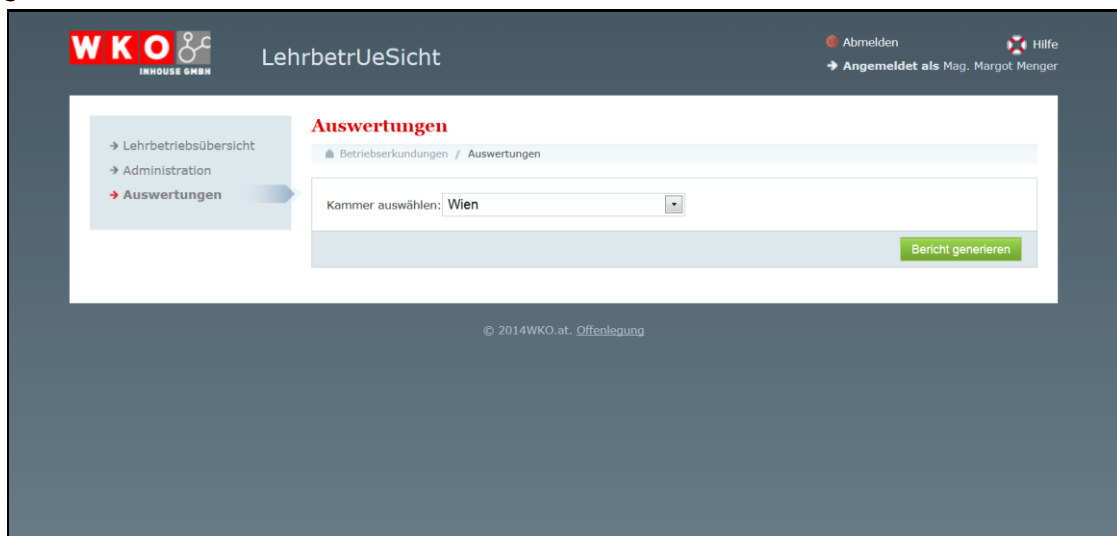 WKO
INHOUSE GMBH
LehrbetrUeSicht
Abmelden
Hilfe
Angemeldet als Mag. Margot Menger
Lehrbetriebsübersicht
Administration
Auswertungen
Auswertungen
Betriebserkundungen / Auswertungen
Kammer auswählen: Wien
Bericht generieren
© 2014WKO.at. Offenlegung